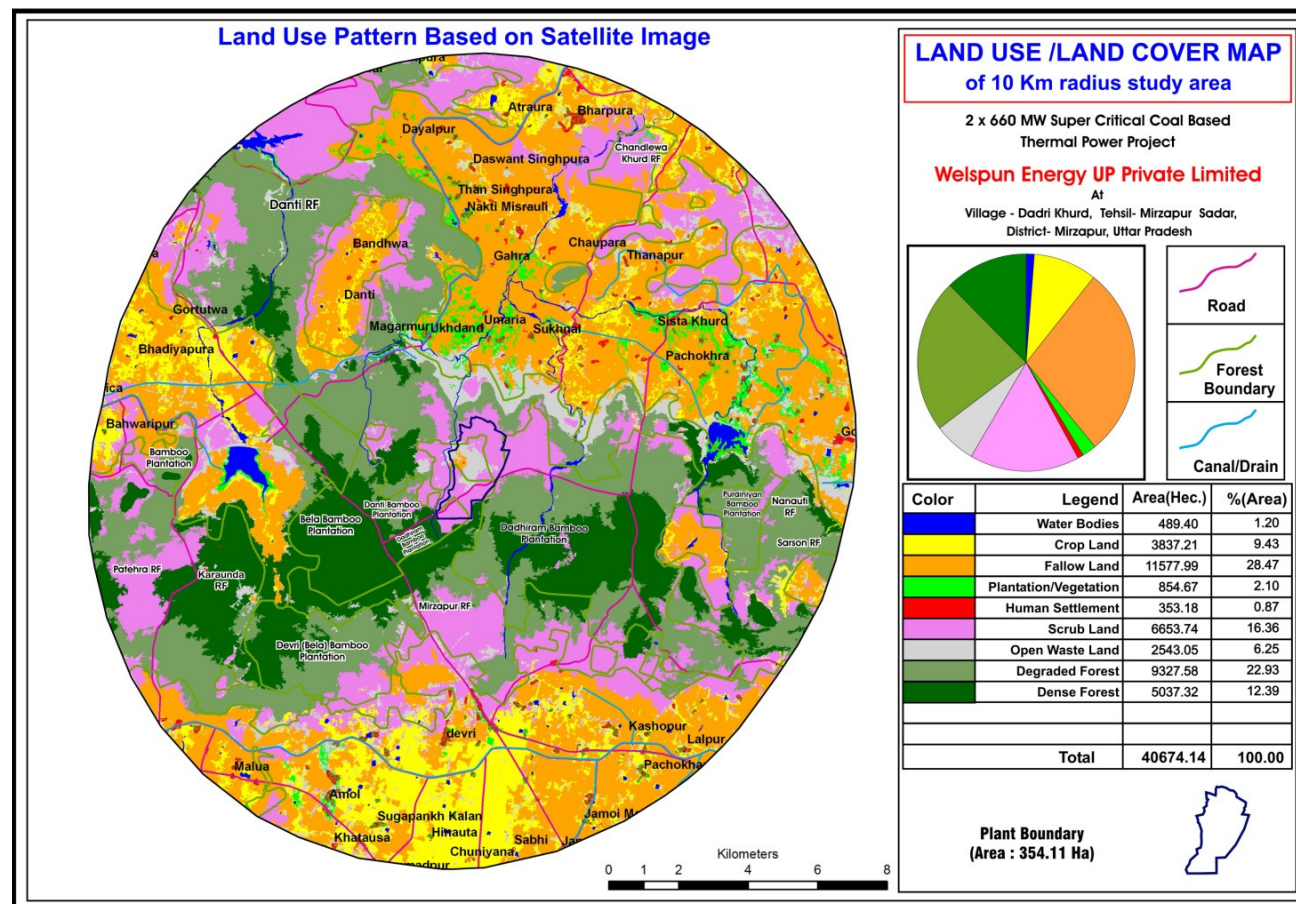 Land Use Pattern Based on Satellite Image
Atraura
Bharpura
Dayalpur
Chandlewa
Khurd RF
Daswant Singhpura
Than Singhpura
Nakti Misrauli
Danti RF
Bandhwa
Chaupara
Gahra
Thanapur
Danti
Gortutwa
Magarmur
Ukhdand
Umaria
Sukhnai
Sista Khurd
Bhadiyapura
Pachokhra
ica
Bahwaripur
Go
Bamboo
Plantation
Danti Bamboo
Plantation
Bela Bamboo
Plantation
Dadhiram
Bamboo
Plantation
Dadhiram Bamboo
Plantation
Purainiyan
Bamboo
Plantation
Nanauti
RF
Sarson RF
Patehra RF
Karaunda
RF
Mirzapur RF
Devri (Bela) Bamboo
Plantation
devri
Kashopur
Lalpur
Malua
Pachokha
Amol
Sugapankh Kalan
Jamoi M
Hinauta
Khatausa
Sabhi
Chuniyana
madpur
Kilometers
0 1 2 4 6 8
LAND USE /LAND COVER MAP
of 10 Km radius study area
2 x 660 MW Super Critical Coal Based
Thermal Power Project
Welspun Energy UP Private Limited
At
Village - Dadri Khurd, Tehsil- Mirzapur Sadar,
District- Mirzapur, Uttar Pradesh
Road
Forest
Boundary
Canal/Drain
Color Legend Area(Hec.) %(Area)
Water Bodies 489.40 1.20
Crop Land 3837.21 9.43
Fallow Land 11577.99 28.47
Plantation/Vegetation 854.67 2.10
Human Settlement 353.18 0.87
Scrub Land 6653.74 16.36
Open Waste Land 2543.05 6.25
Degraded Forest 9327.58 22.93
Dense Forest 5037.32 12.39
Total 40674.14 100.00
Plant Boundary
(Area : 354.11 Ha)